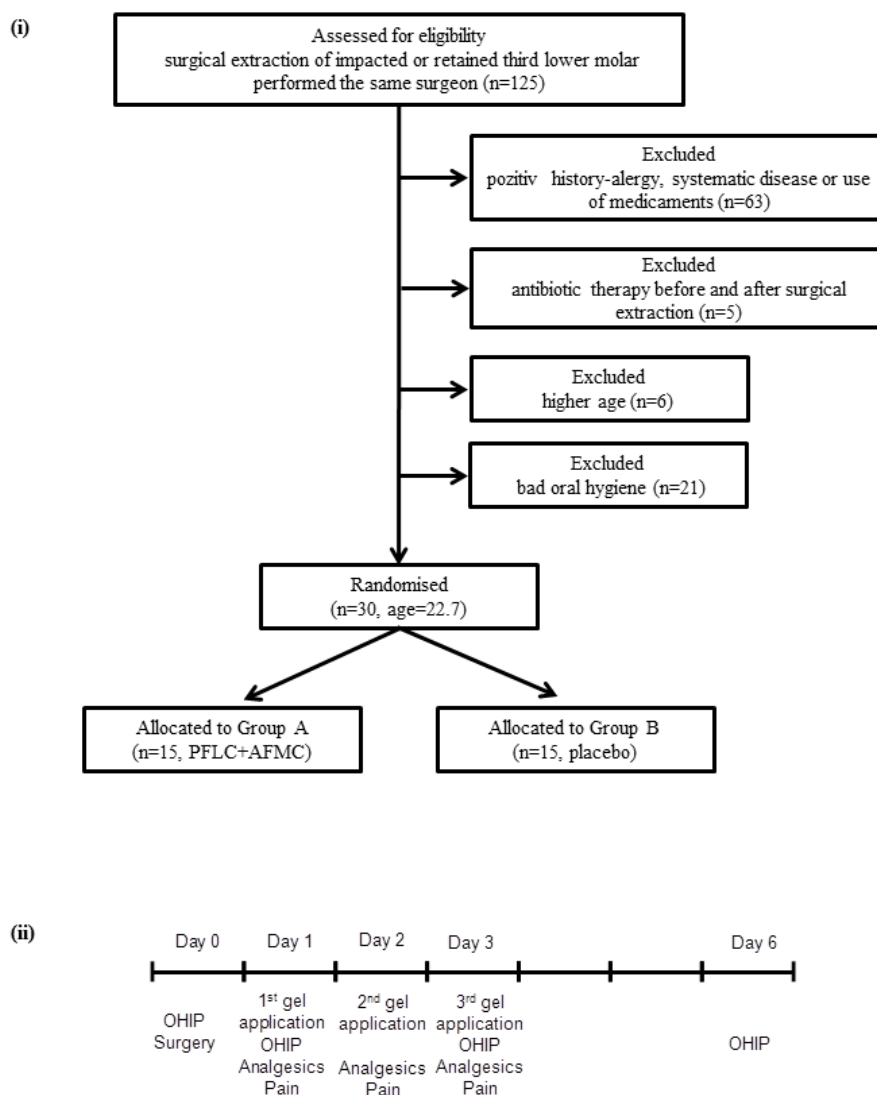 (i)
Assessed for eligibility
surgical extraction of impacted or retained third lower molar
performed the same surgeon (n=125)
Excluded
pozitiv history-alergy, systematic disease or use
of medicaments (n=63)
Excluded
antibiotic therapy before and after surgical
extraction (n=5)
Excluded
higher age (n=6)
Excluded
bad oral hygiene (n=21)
Randomised
(n=30, age=22.7)
Allocated to Group A
(n=15, PFLC+AFMC)
Allocated to Group B
(n=15, placebo)
(ii)
Day 0
Day 1
Day 2
Day 3
Day 6
OHIP
Surgery
1st gel
application
OHIP
Analgesics
Pain
2nd gel
application
Analgesics
Pain
3rd gel
application
OHIP
Analgesics
Pain
OHIP